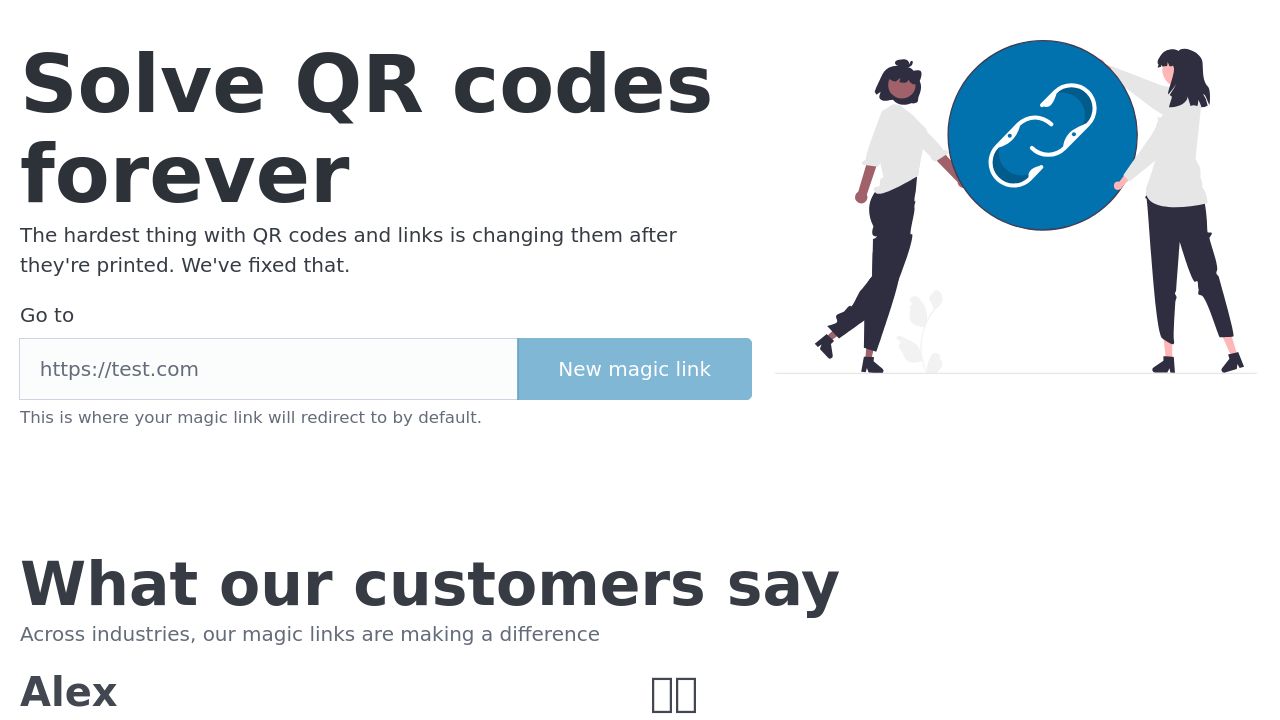 Solve QR codes
forever
The hardest thing with QR codes and links is changing them after
they're printed. We've fixed that.
Go to
https://test.com
New magic link
This is where your magic link will redirect to by default.
What our customers say
Across industries, our magic links are making a difference
Alex